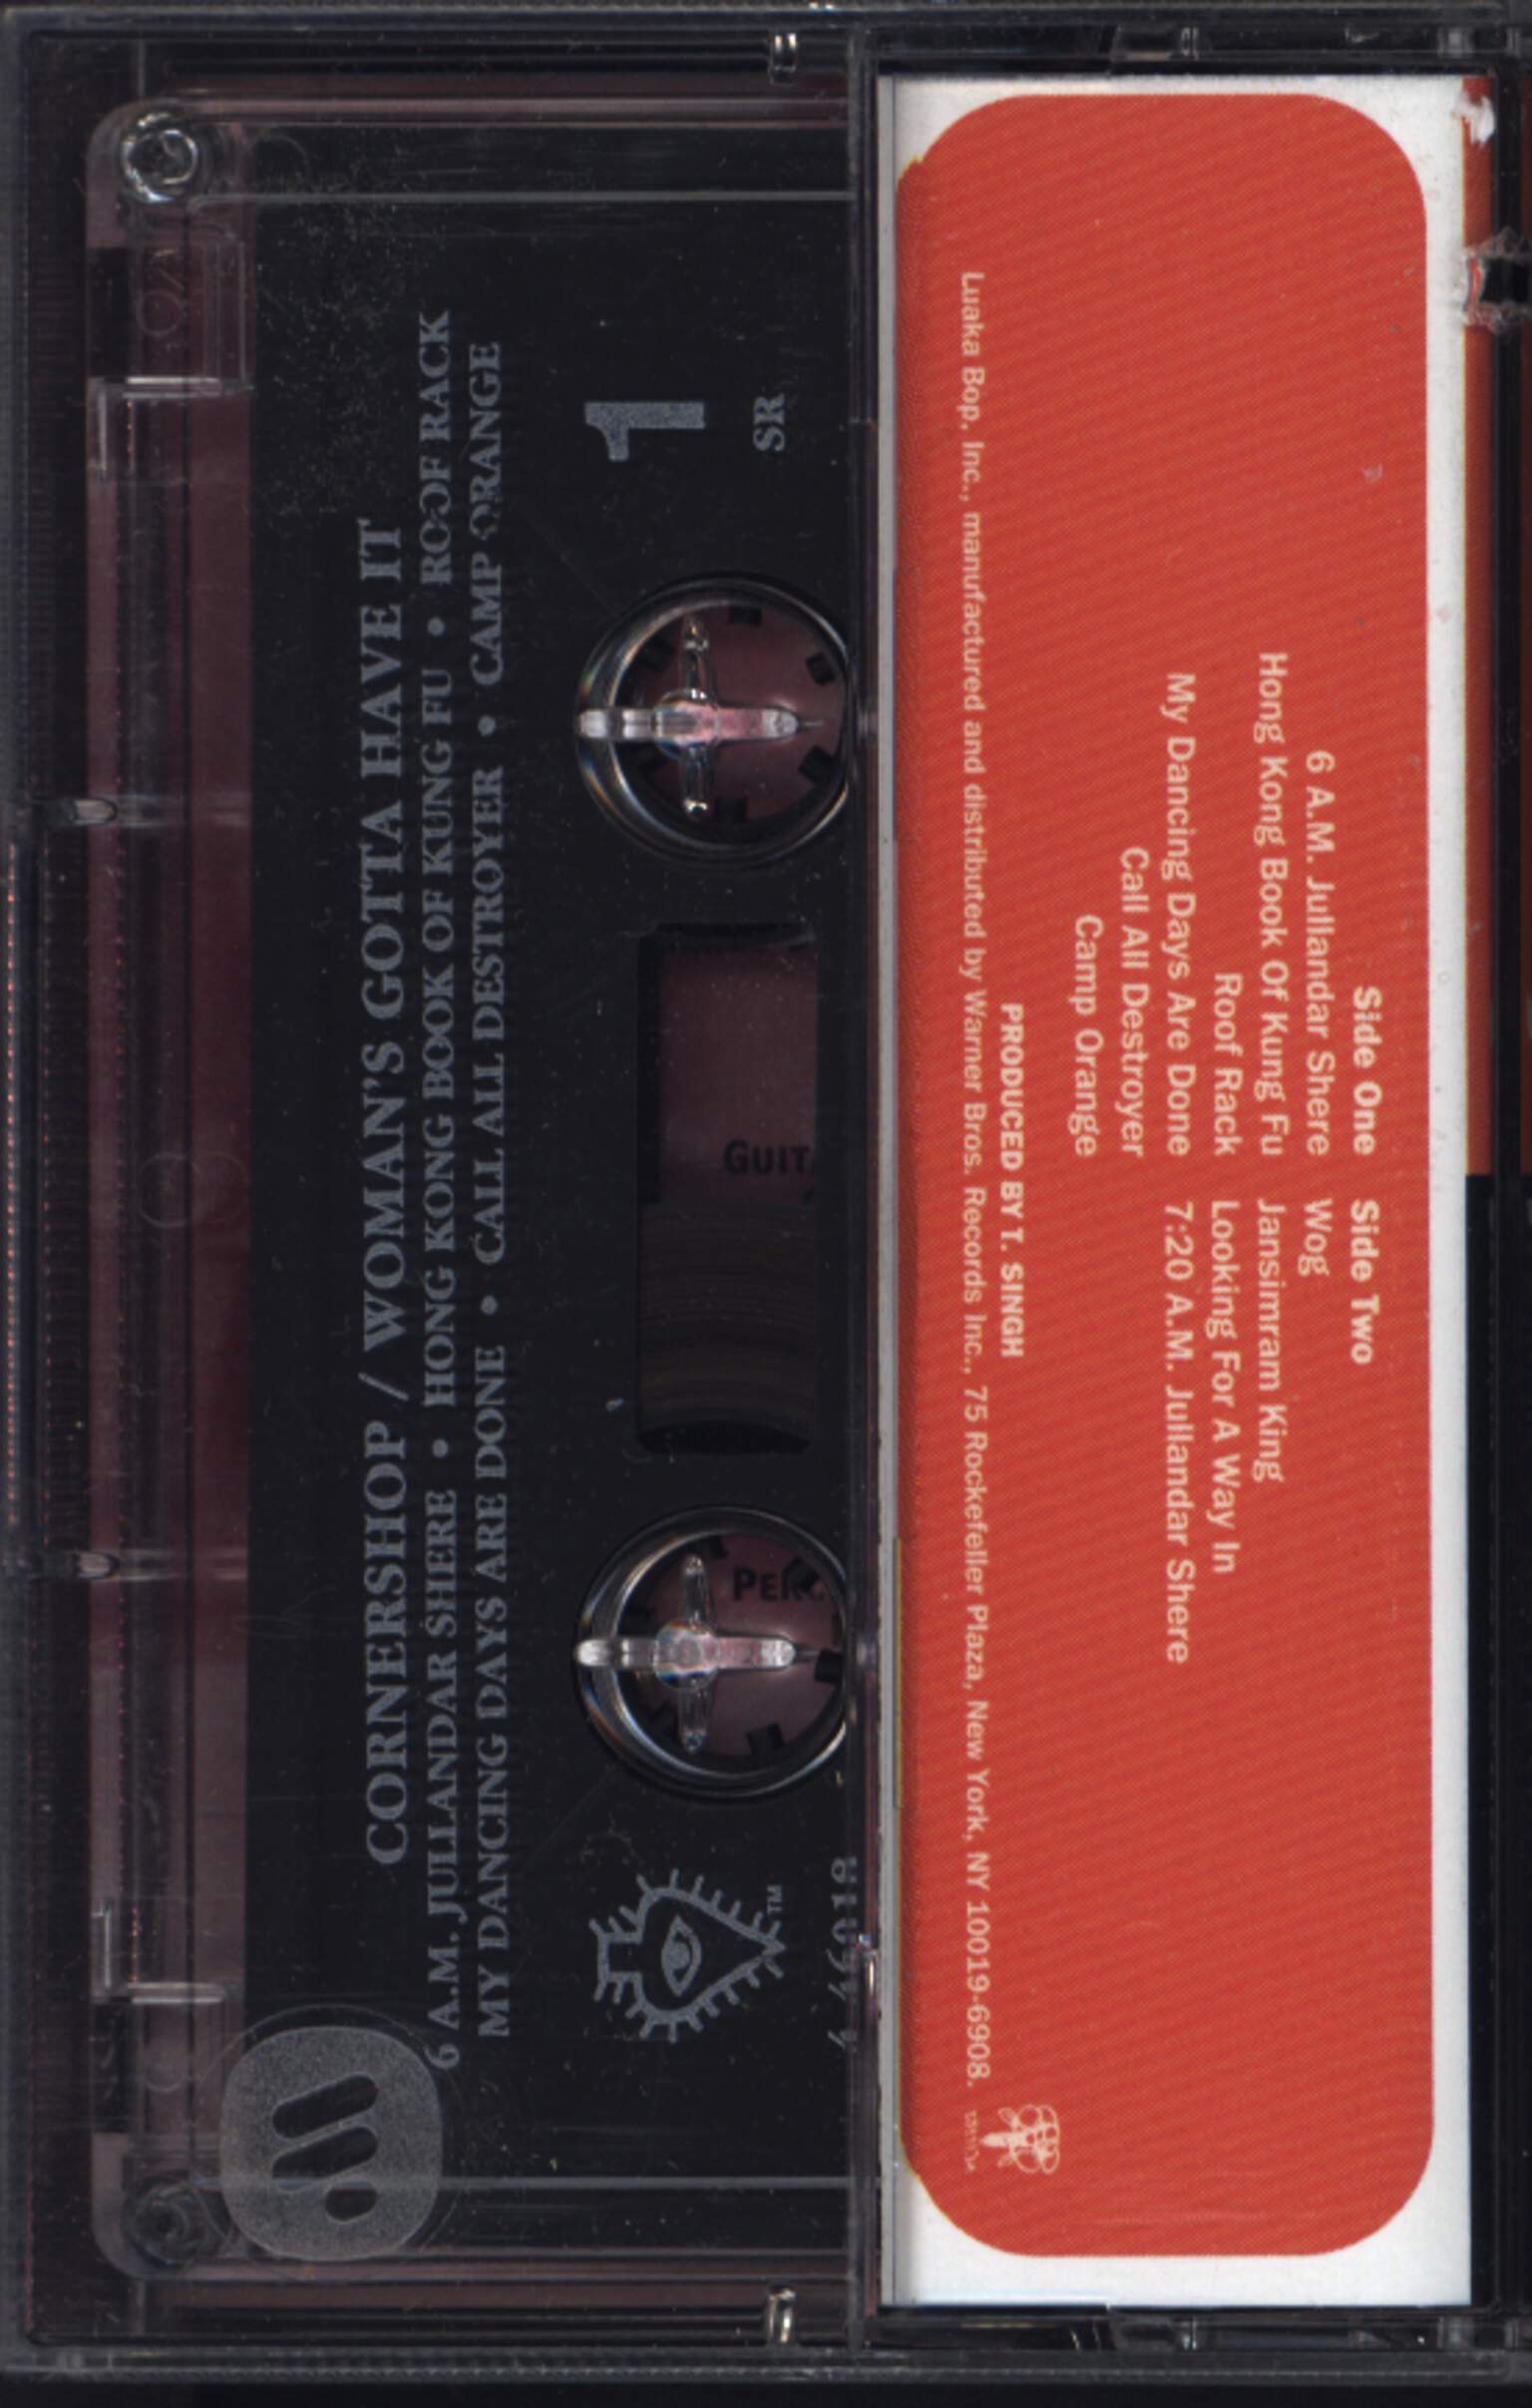 CORNERSHOP / WOMAN'S GOTTA HAVE IT
6 A.M. JULLANDAR SHERE • HONG KONG BOOK OF KUNG FU • ROOF RACK
MY DANCING DAYS ARE DONE • CALL ALL DESTROYER • CAMP ORANGE
1
SR
GUIT
TM
Side One
6 A.M. Jullandar Shere
Hong Kong Book Of Kung Fu
Roof Rack
My Dancing Days Are Done
Call All Destroyer
Camp Orange
Side Two
Wog
Jansimram King
Looking For A Way In
7:20 A.M. Jullandar Shere
PRODUCED BY T. SINGH
Luaka Bop. Inc., manufactured and distributed by Warner Bros. Records Inc., 75 Rockefeller Plaza, New York, NY 10019-6908.